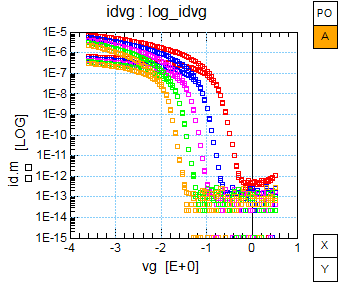 idvg : log_idvg
PO
A
1E-5
1E-6
1E-7
1E-8
1E-9
1E-10
1E-11
1E-12
1E-13
1E-14
1E-15
id.m [LOG]
-4 -3 -2 -1 0 1
vg [E+0]
X
Y